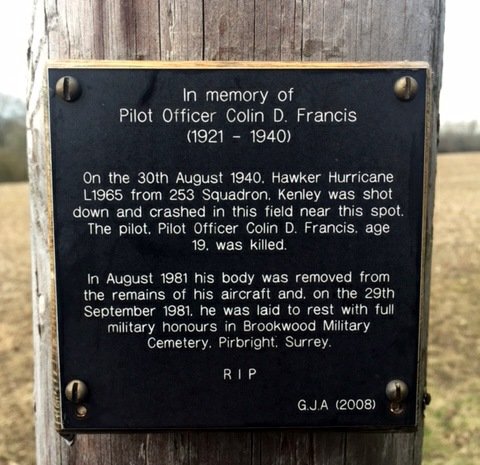 In memory of
Pilot Officer Colin D. Francis
(1921 - 1940)
On the 30th August 1940, Hawker Hurricane
L1965 from 253 Squadron, Kenley was shot
down and crashed in this field near this spot.
The pilot, Pilot Officer Colin D. Francis, age
19, was killed.
In August 1981 his body was removed from
the remains of his aircraft and, on the 29th
September 1981, he was laid to rest with full
military honours in Brookwood Military
Cemetery, Pirbright, Surrey.
R I P
G.J.A (2008)